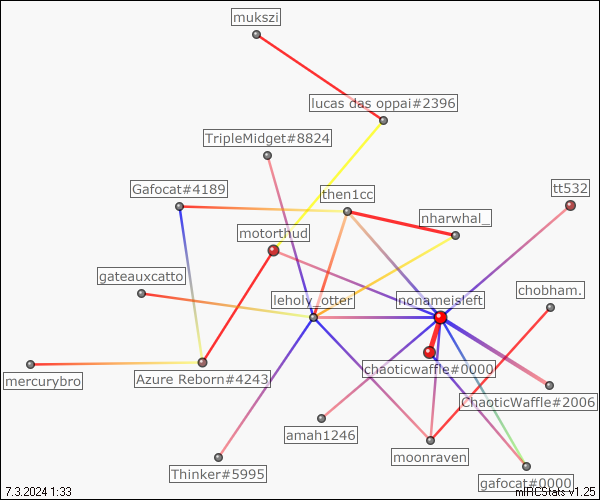 mukszi
lucas das oppai#2396
TripleMidget#8824
Gafocat#4189
then1cc
tt532
nharwhal_
motorthud
gateauxcatto
chobham.
leholy_otter
nonameisleft
mercurybro
Azure Reborn#4243
chaoticwaffle#0000
ChaoticWaffle#2006
amah1246
moonraven
Thinker#5995
gafocat#0000
7.3.2024 1:33
mIRCStats v1.25